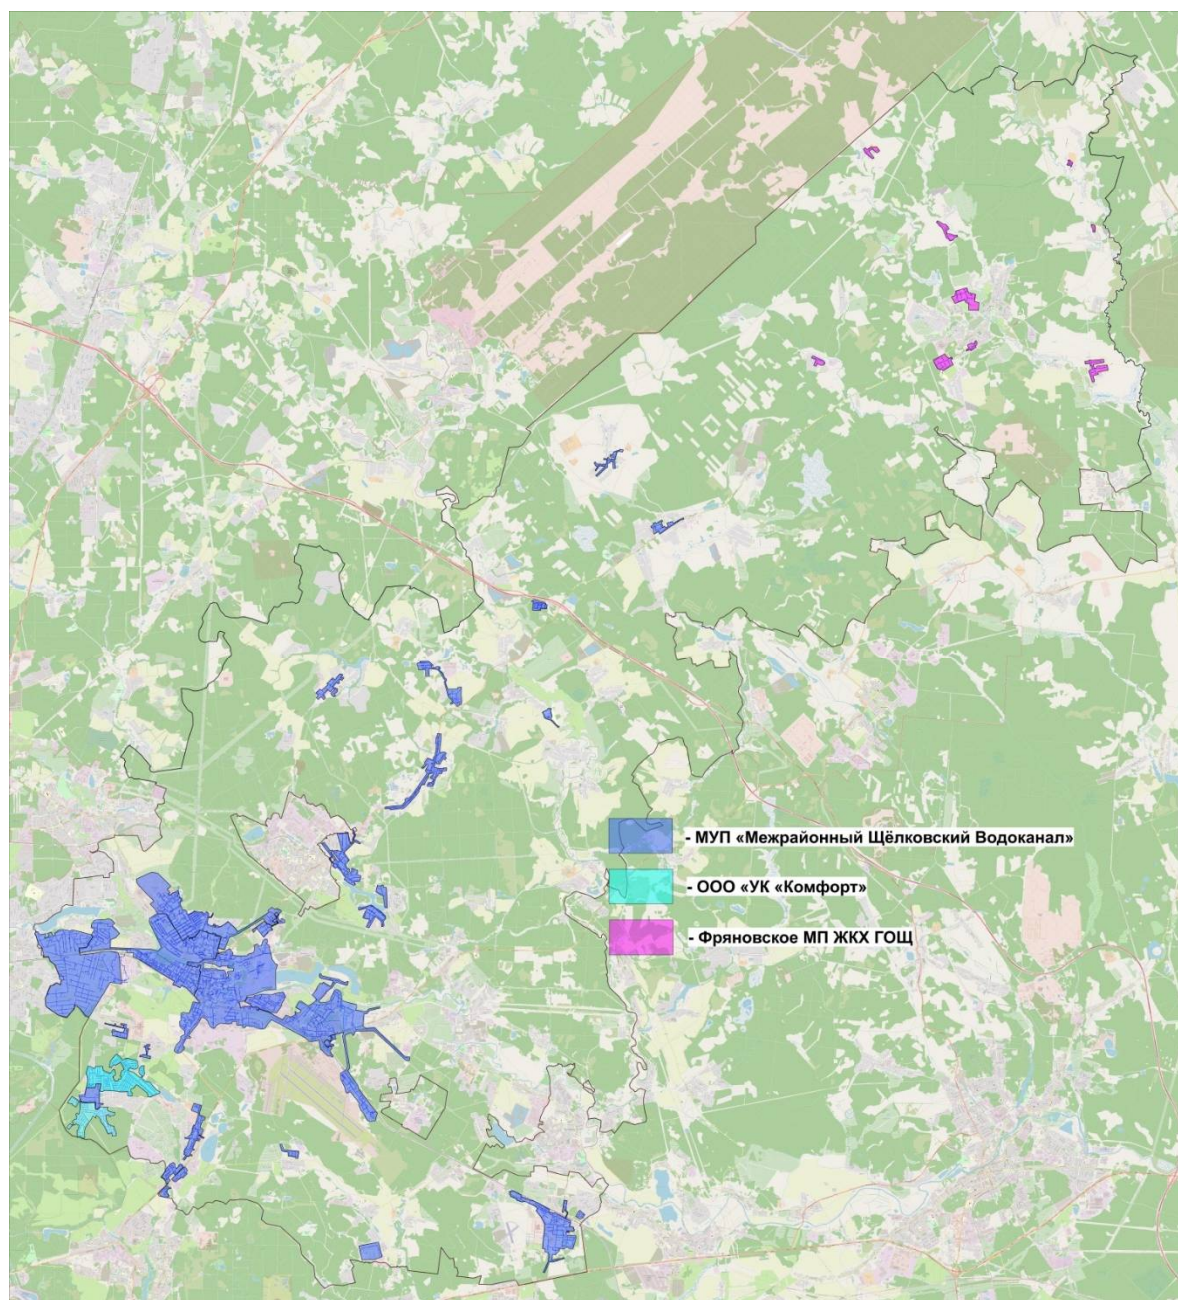 - МУП «Межрайонный Щёлковский Водоканал»
- ООО «УК «Комфорт»
- Фряновское МП ЖКХ ГОЩ